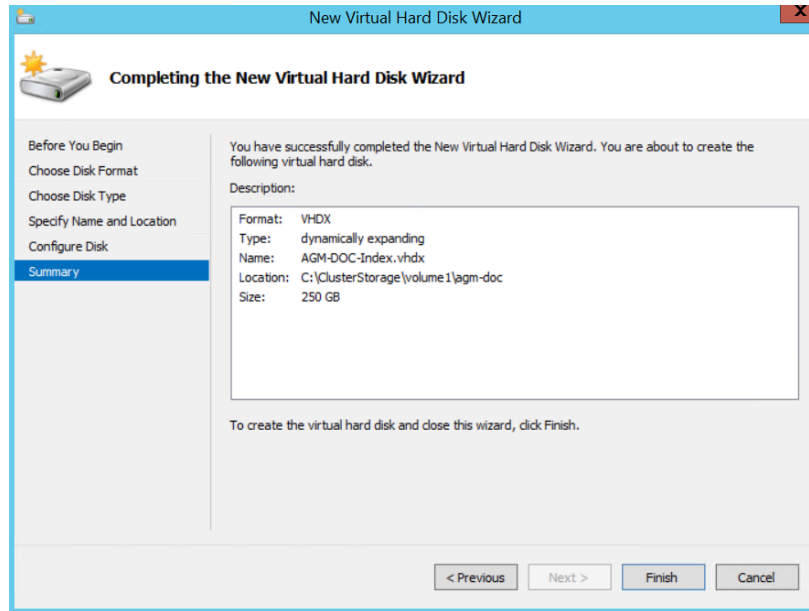 New Virtual Hard Disk Wizard
X
Completing the New Virtual Hard Disk Wizard
Before You Begin
Choose Disk Format
Choose Disk Type
Specify Name and Location
Configure Disk
Summary
You have successfully completed the New Virtual Hard Disk Wizard. You are about to create the
following virtual hard disk.
Description:
Format: VHDX
Type: dynamically expanding
Name: AGM-DOC-Index.vhdx
Location: C:\ClusterStorage\volume1\agm-doc
Size: 250 GB
To create the virtual hard disk and close this wizard, click Finish.
< Previous Next > Finish Cancel